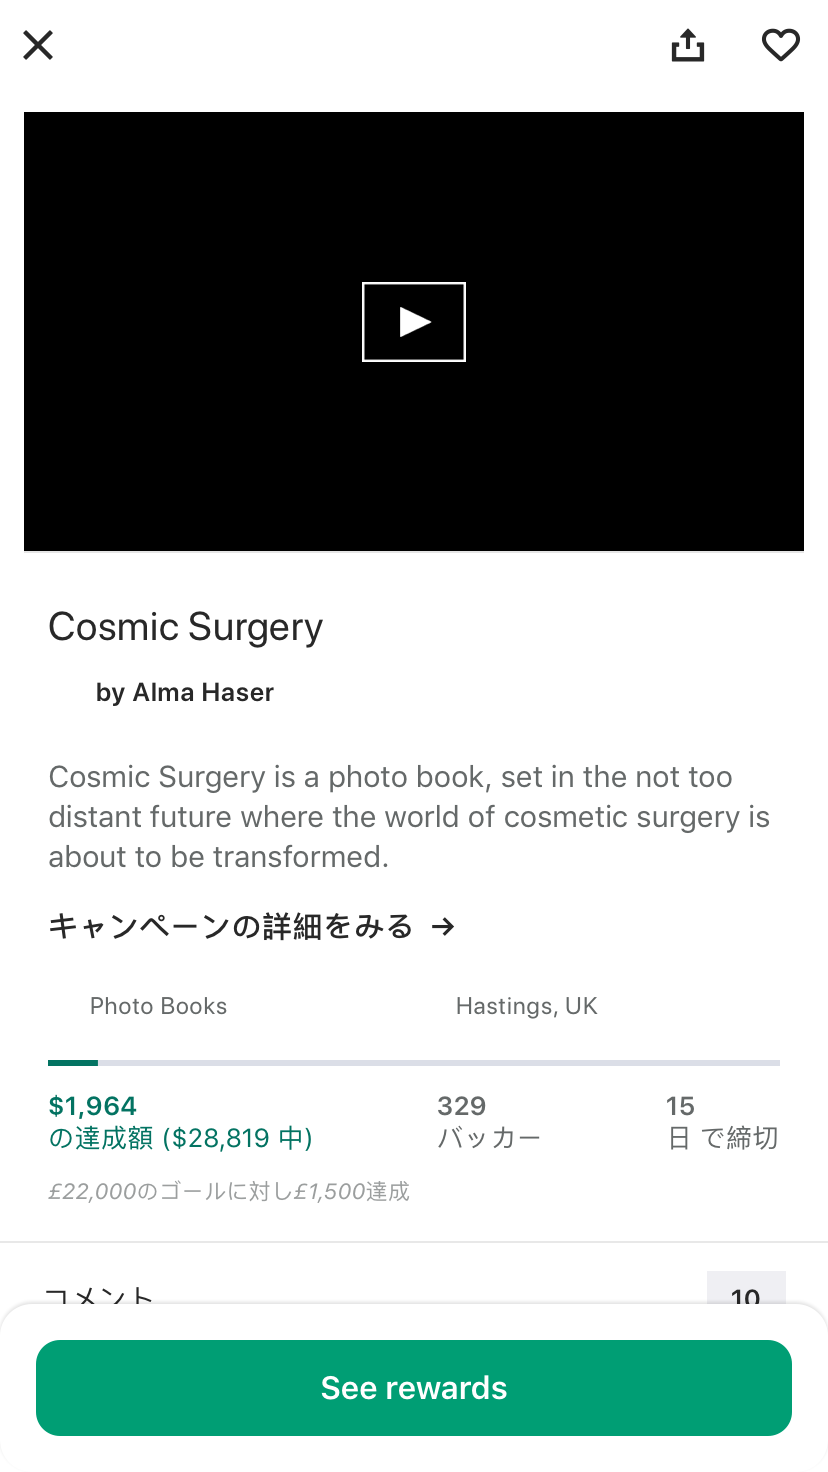 Cosmic Surgery
by Alma Haser
Cosmic Surgery is a photo book, set in the not too
distant future where the world of cosmetic surgery is
about to be transformed.
キャンペーンの詳細をみる →
Photo Books
Hastings, UK
$1,964
の達成額 ($28,819 中)
329
バッカー
15
日 で締切
£22,000のゴールに対し£1,500達成
コメント
10
See rewards